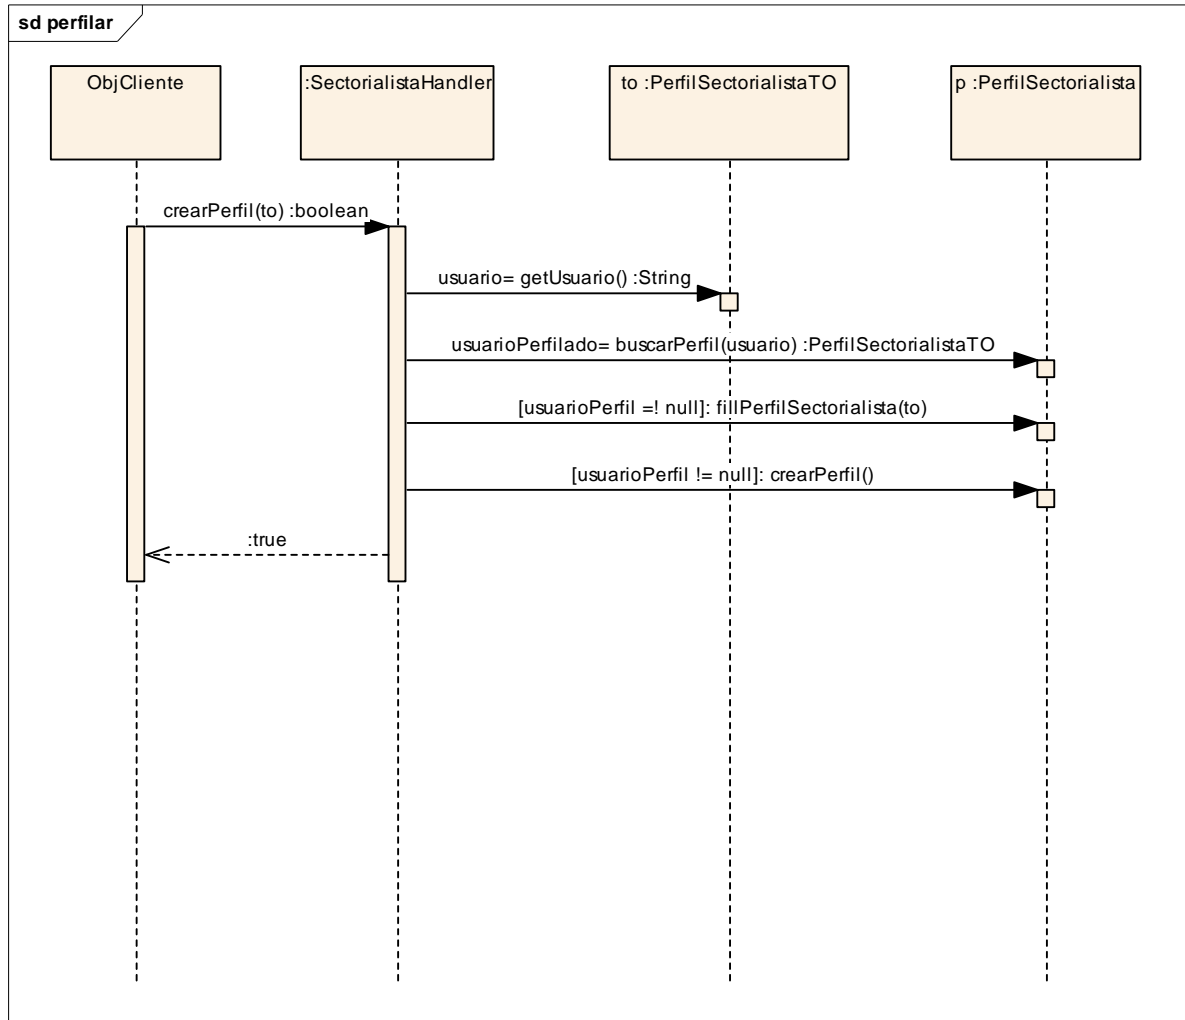 sd perfilar
ObjCliente
:SectorialistaHandler
to :PerfilSectorialistaTO
p :PerfilSectorialista
crearPerfil(to) :boolean
usuario= getUsuario() :String
usuarioPerfilado= buscarPerfil(usuario) :PerfilSectorialistaTO
[usuarioPerfil =! null]: fillPerfilSectorialista(to)
[usuarioPerfil != null]: crearPerfil()
:true